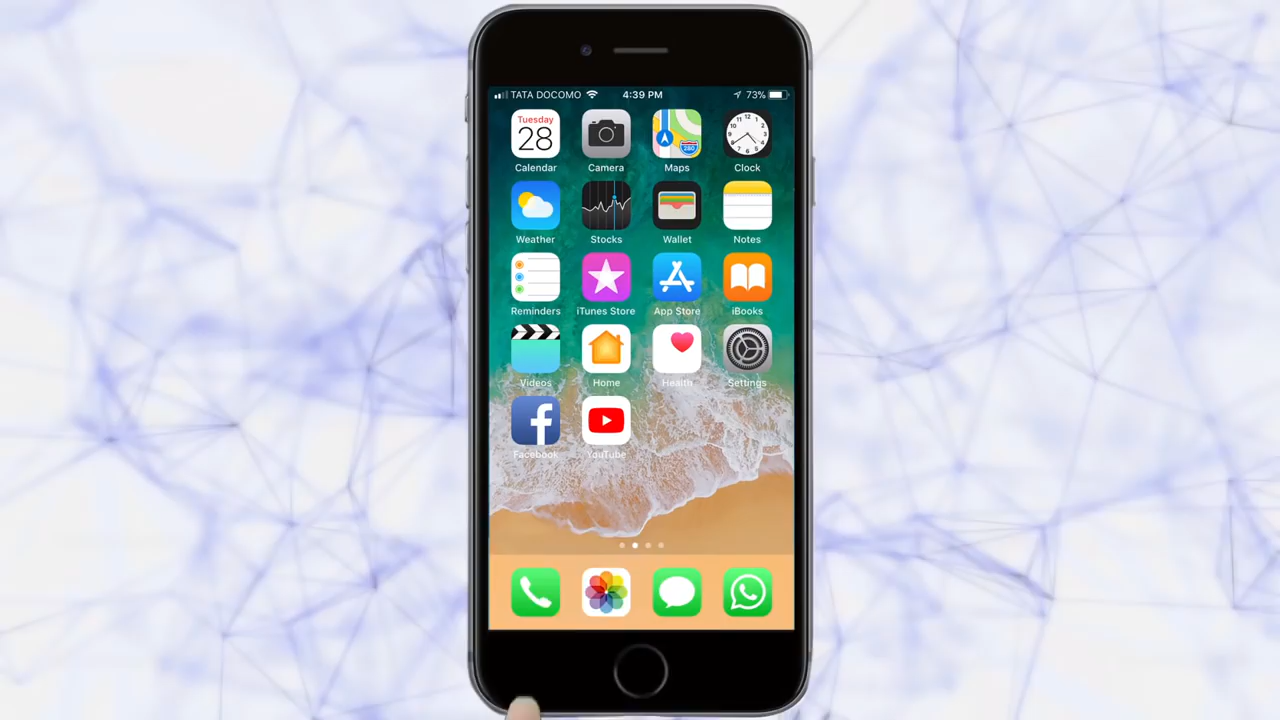 TATA DOCOMO 4:39 PM 73%
Tuesday
28
Calendar Camera Maps Clock
280
Weather Stocks Wallet Notes
Reminders iTunes Store App Store iBooks
Videos Home Health Settings
Facebook YouTube